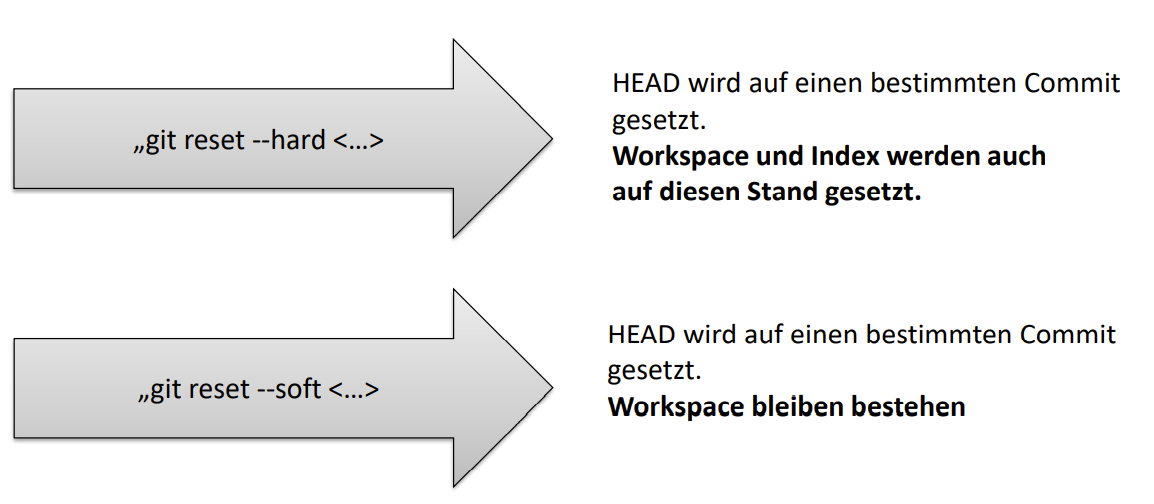 „git reset --hard <...>
HEAD wird auf einen bestimmten Commit
gesetzt.
Workspace und Index werden auch
auf diesen Stand gesetzt.
„git reset --soft <...>
HEAD wird auf einen bestimmten Commit
gesetzt.
Workspace bleiben bestehen